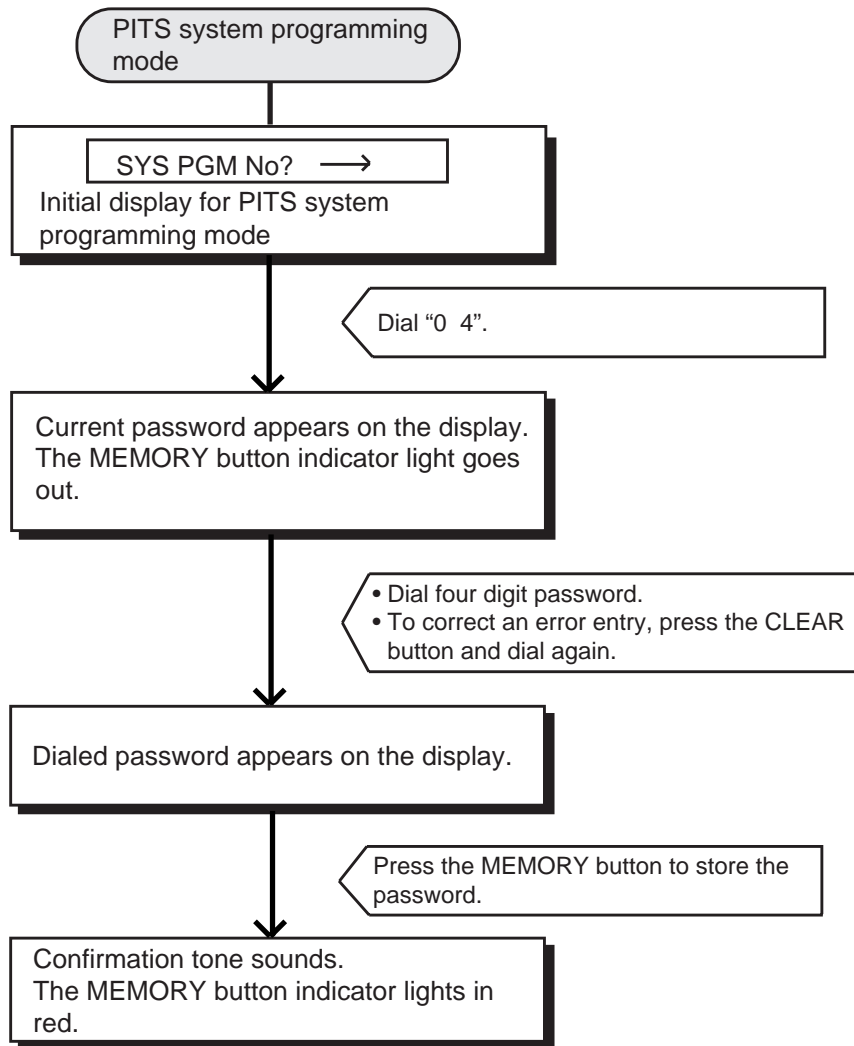 PITS system programming
mode
SYS PGM No? →
Initial display for PITS system
programming mode
Dial “0 4”.
Current password appears on the display.
The MEMORY button indicator light goes
out.
• Dial four digit password.
• To correct an error entry, press the CLEAR
button and dial again.
Dialed password appears on the display.
Press the MEMORY button to store the
password.
Confirmation tone sounds.
The MEMORY button indicator lights in
red.